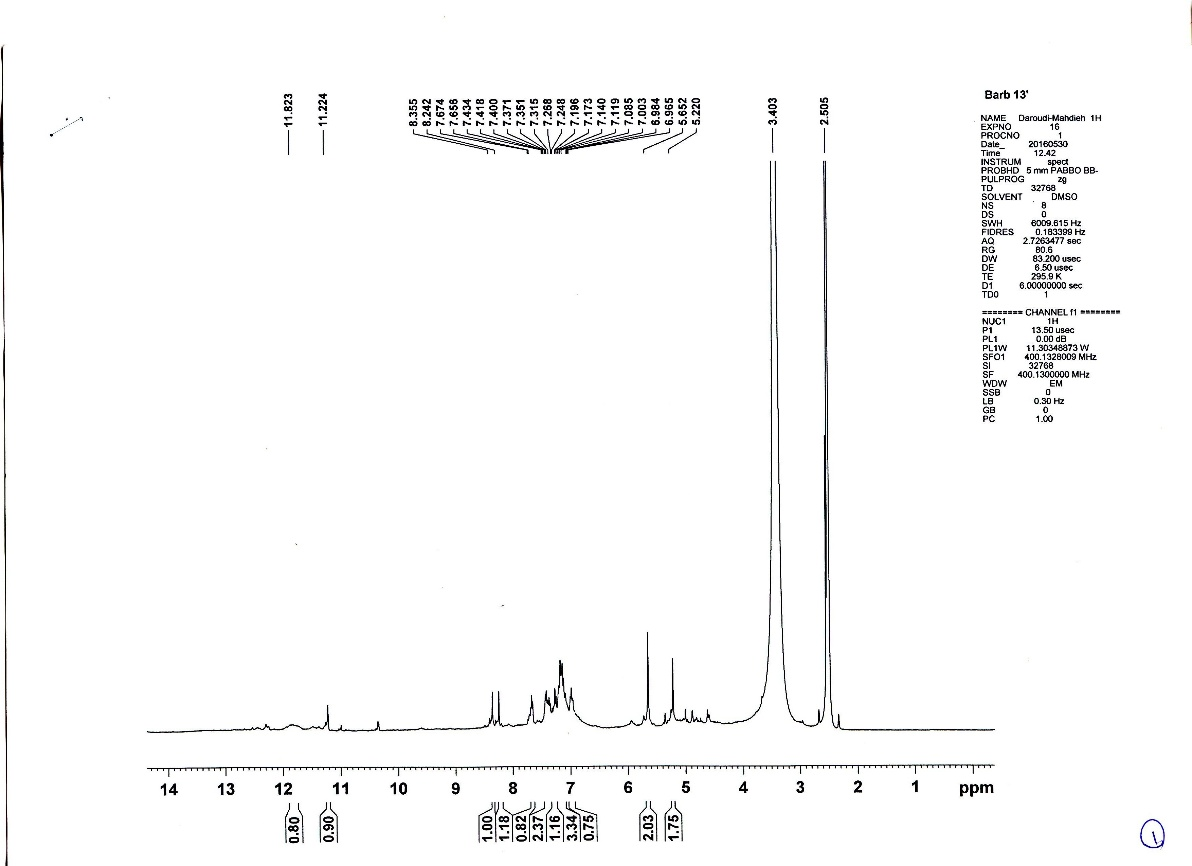 Barb 13'
11.823
11.224
8.355
8.242
7.674
7.656
7.434
7.418
7.400
7.371
7.351
7.315
7.268
7.248
7.196
7.173
7.140
7.119
7.085
7.003
6.984
6.965
5.652
5.220
3.403
2.505
NAME Daroudi-Mahdieh 1H
EXPNO 16
PROCNO 1
Date_ 20160530
Time 12.42
INSTRUM spect
PROBHD 5 mm PABBO BB-
PULPROG zg
TD 32768
SOLVENT DMSO
NS 8
DS 0
SWH 6009.615 Hz
FIDRES 0.183399 Hz
AQ 2.7263477 sec
RG 80.6
DW 83.200 usec
DE 6.50 usec
TE 295.9 K
D1 6.00000000 sec
TD0 1
======== CHANNEL f1 ========
NUC1 1H
P1 13.50 usec
PL1 0.00 dB
PL1W 11.30348873 W
SFO1 400.1328009 MHz
SI 32768
SF 400.1300000 MHz
WDW EM
SSB 0
LB 0.30 Hz
GB 0
PC 1.00
14 13 12 11 10 9 8 7 6 5 4 3 2 1 ppm
0.80
0.90
1.00
1.18
0.82
2.37
1.16
3.34
0.75
2.03
1.75
1